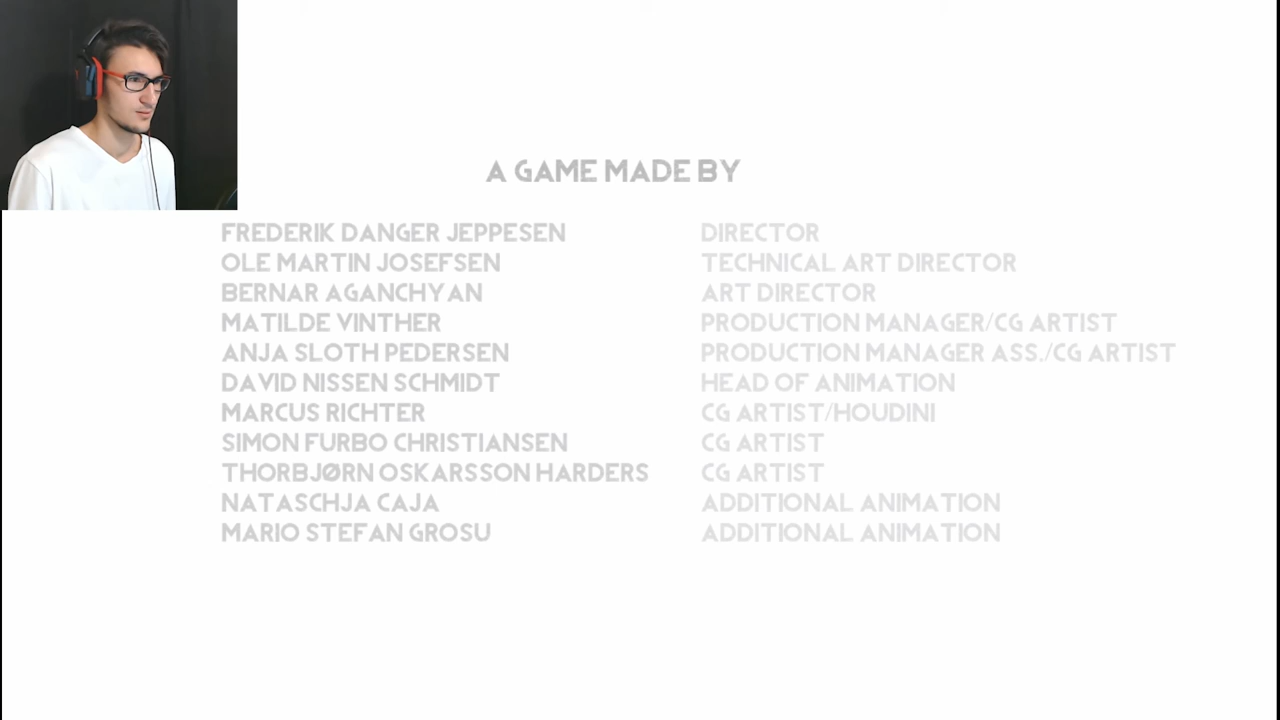 A GAME MADE BY
FREDERIK DANGER JEPPESEN DIRECTOR
OLE MARTIN JOSEFSEN TECHNICAL ART DIRECTOR
BERNAR AGANCHYAN ART DIRECTOR
MATILDE VINTHER PRODUCTION MANAGER/CG ARTIST
ANJA SLOTH PEDERSEN PRODUCTION MANAGER ASS./CG ARTIST
DAVID NISSEN SCHMIDT HEAD OF ANIMATION
MARCUS RICHTER CG ARTIST/HOUDINI
SIMON FURBO CHRISTIANSEN CG ARTIST
THORBJØRN OSKARSSON HARDERS CG ARTIST
NATASCHJA CAJA ADDITIONAL ANIMATION
MARIO STEFAN GROSU ADDITIONAL ANIMATION